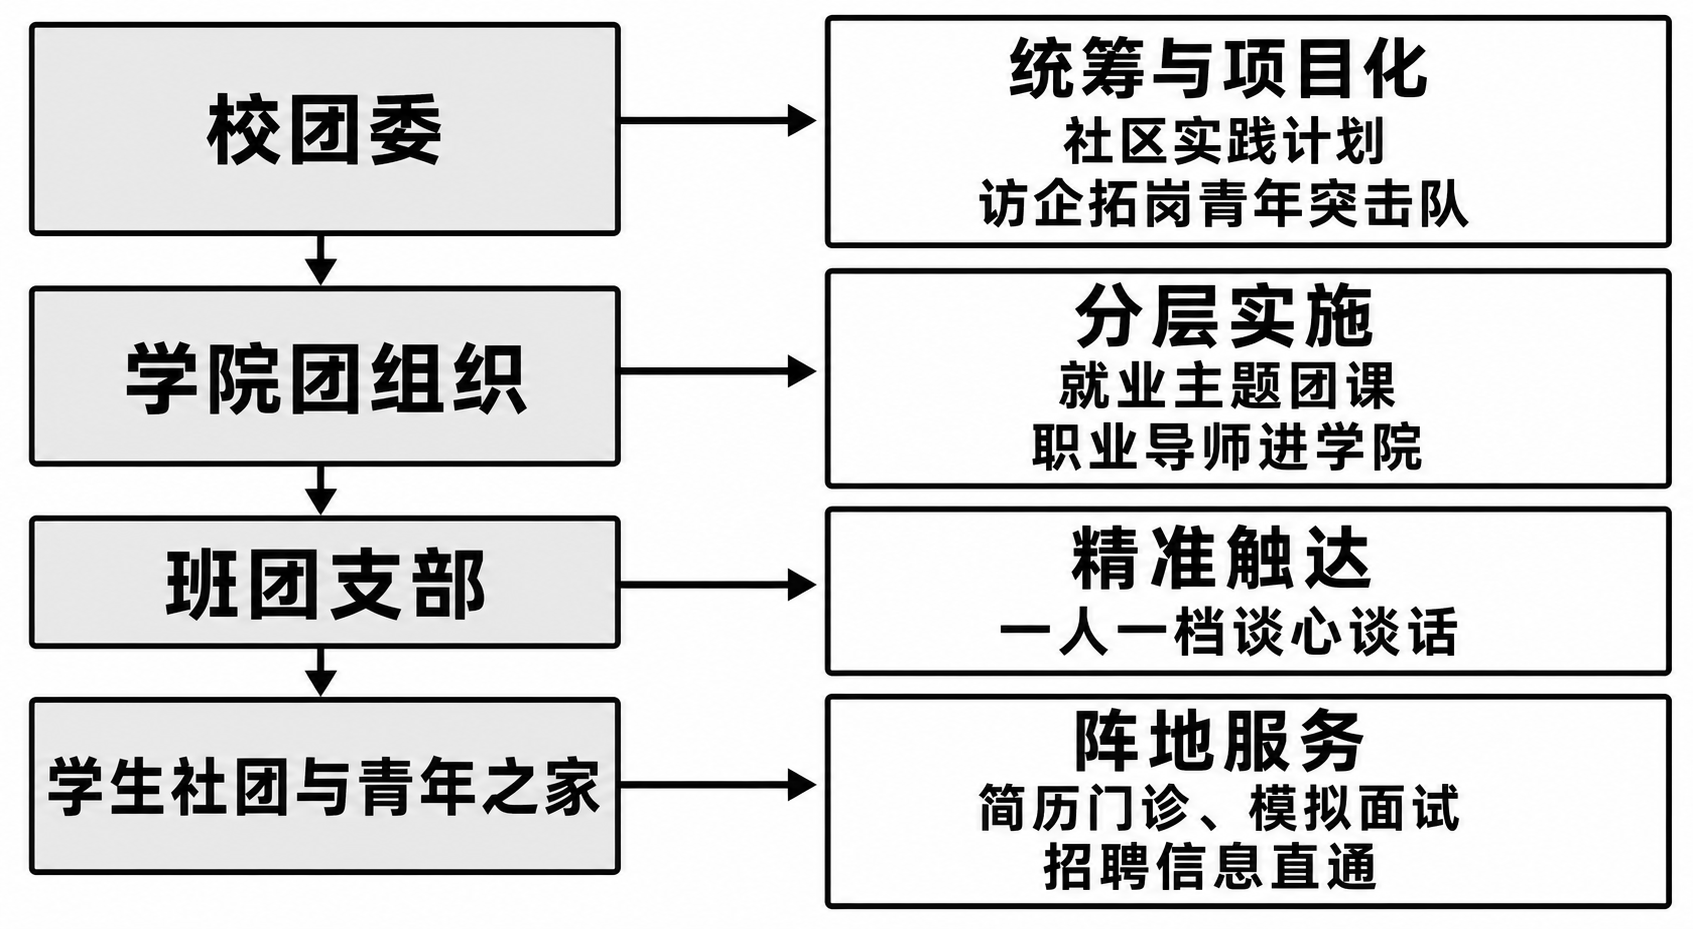 校团委
统筹与项目化
社区实践计划
访企拓岗青年突击队
学院团组织
分层实施
就业主题团课
职业导师进学院
班团支部
精准触达
一人一档谈心谈话
学生社团与青年之家
阵地服务
简历门诊、模拟面试
招聘信息直通